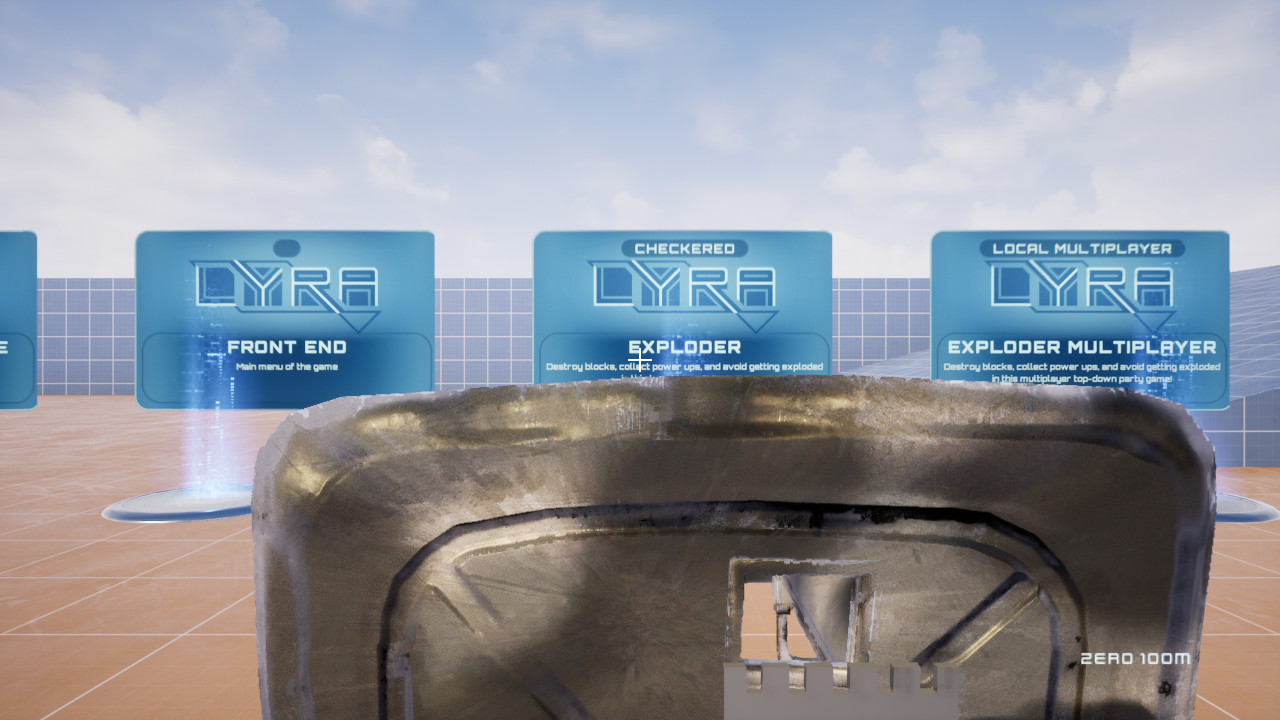 E
LYRA
FRONT END
Main menu of the game
CHECKERED
LYRA
EXPLODER
Destroy blocks, collect power ups, and avoid getting exploded
LOCAL MULTIPLAYER
LYRA
EXPLODER MULTIPLAYER
Destroy blocks, collect power ups, and avoid getting exploded
in this multiplayer top-down party game!
ZERO 100M